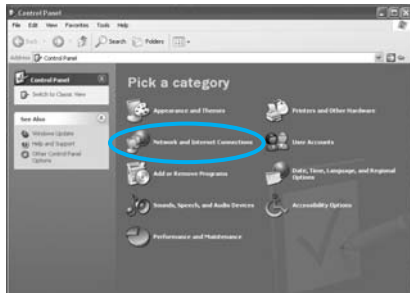 Control Panel
File Edit View Favorites Tools Help
Back Search Folders
Address Control Panel
Control Panel
Switch to Classic View
See Also
Windows Update
Help and Support
Other Control Panel
Options
Pick a category
Appearance and Themes
Printers and Other Hardware
Network and Internet Connections
User Accounts
Add or Remove Programs
Date, Time, Language, and Regional
Options
Sounds, Speech, and Audio Devices
Accessibility Options
Performance and Maintenance